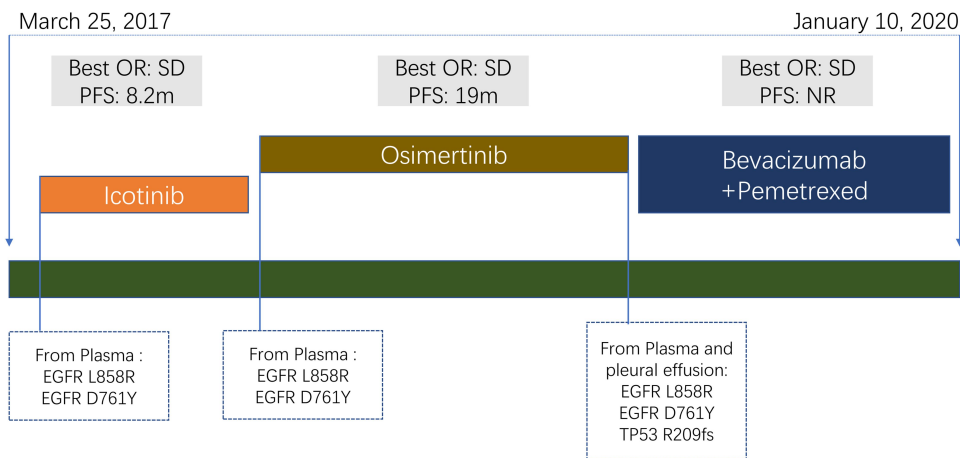 March 25, 2017
January 10, 2020
Best OR: SD
PFS: 8.2m
Best OR: SD
PFS: 19m
Best OR: SD
PFS: NR
Icotinib
Osimertinib
Bevacizumab
+Pemetrexed
From Plasma :
EGFR L858R
EGFR D761Y
From Plasma :
EGFR L858R
EGFR D761Y
From Plasma and
pleural effusion:
EGFR L858R
EGFR D761Y
TP53 R209fs